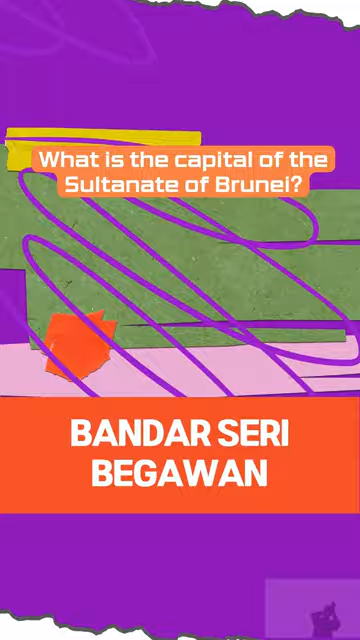 What is the capital of the
Sultanate of Brunei?
BANDAR SERI
BEGAWAN